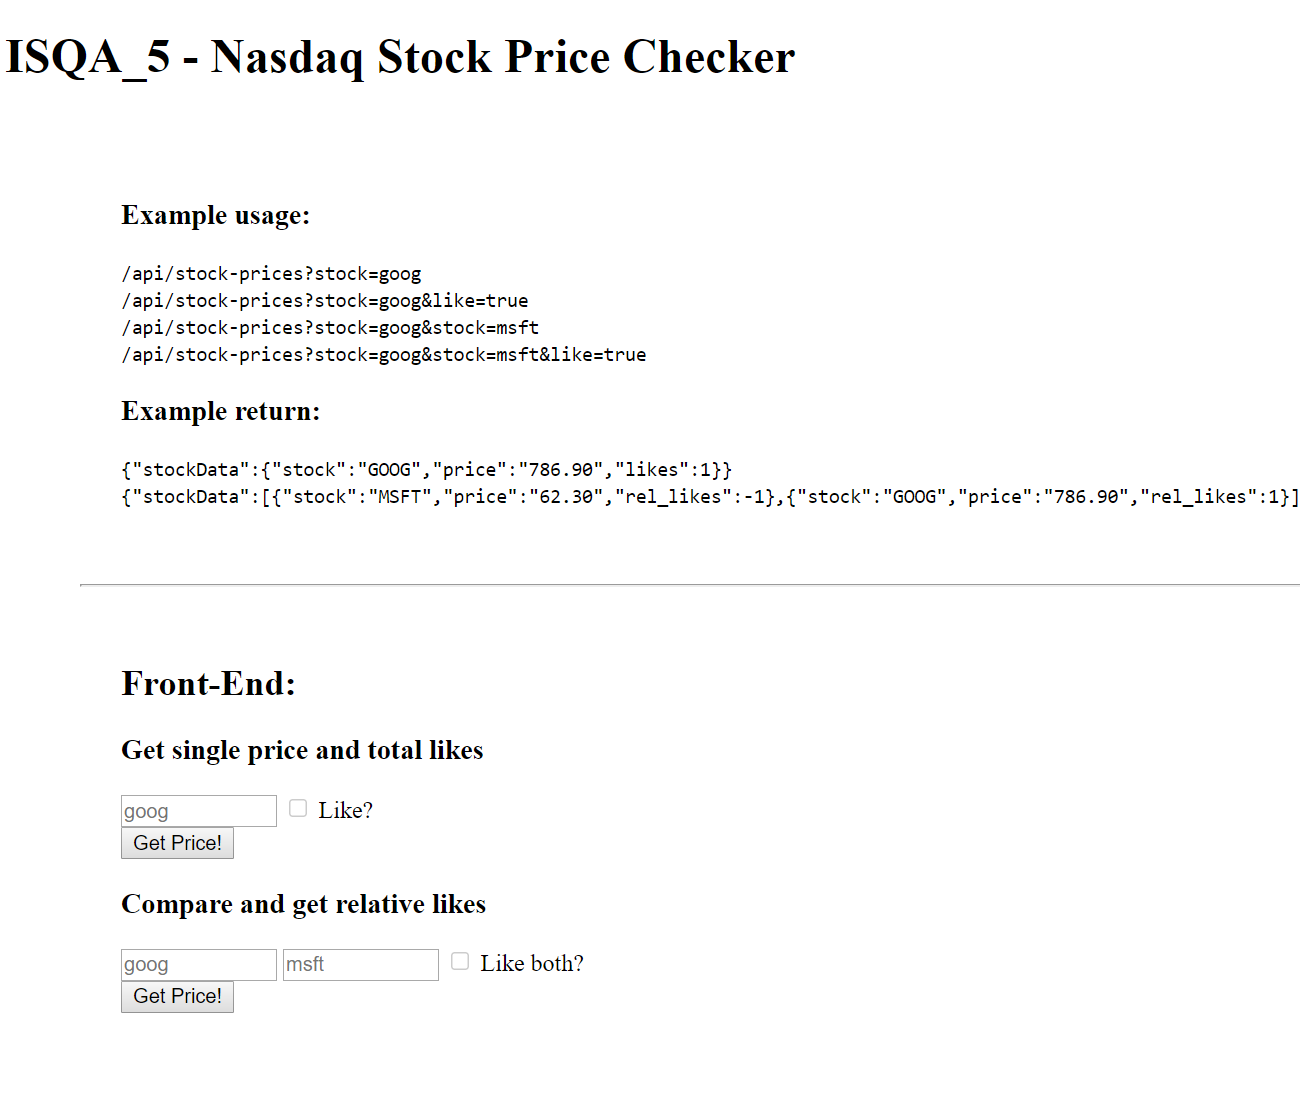 ISQA_5 - Nasdaq Stock Price Checker
Example usage:
/api/stock-prices?stock=goog
/api/stock-prices?stock=goog&like=true
/api/stock-prices?stock=goog&stock=msft
/api/stock-prices?stock=goog&stock=msft&like=true
Example return:
{"stockData":{"stock":"GOOG","price":"786.90","likes":1}}
{"stockData":[{"stock":"MSFT","price":"62.30","rel_likes":-1},{"stock":"GOOG","price":"786.90","rel_likes":1}]
Front-End:
Get single price and total likes
goog Like?
Get Price!
Compare and get relative likes
goog msft Like both?
Get Price!